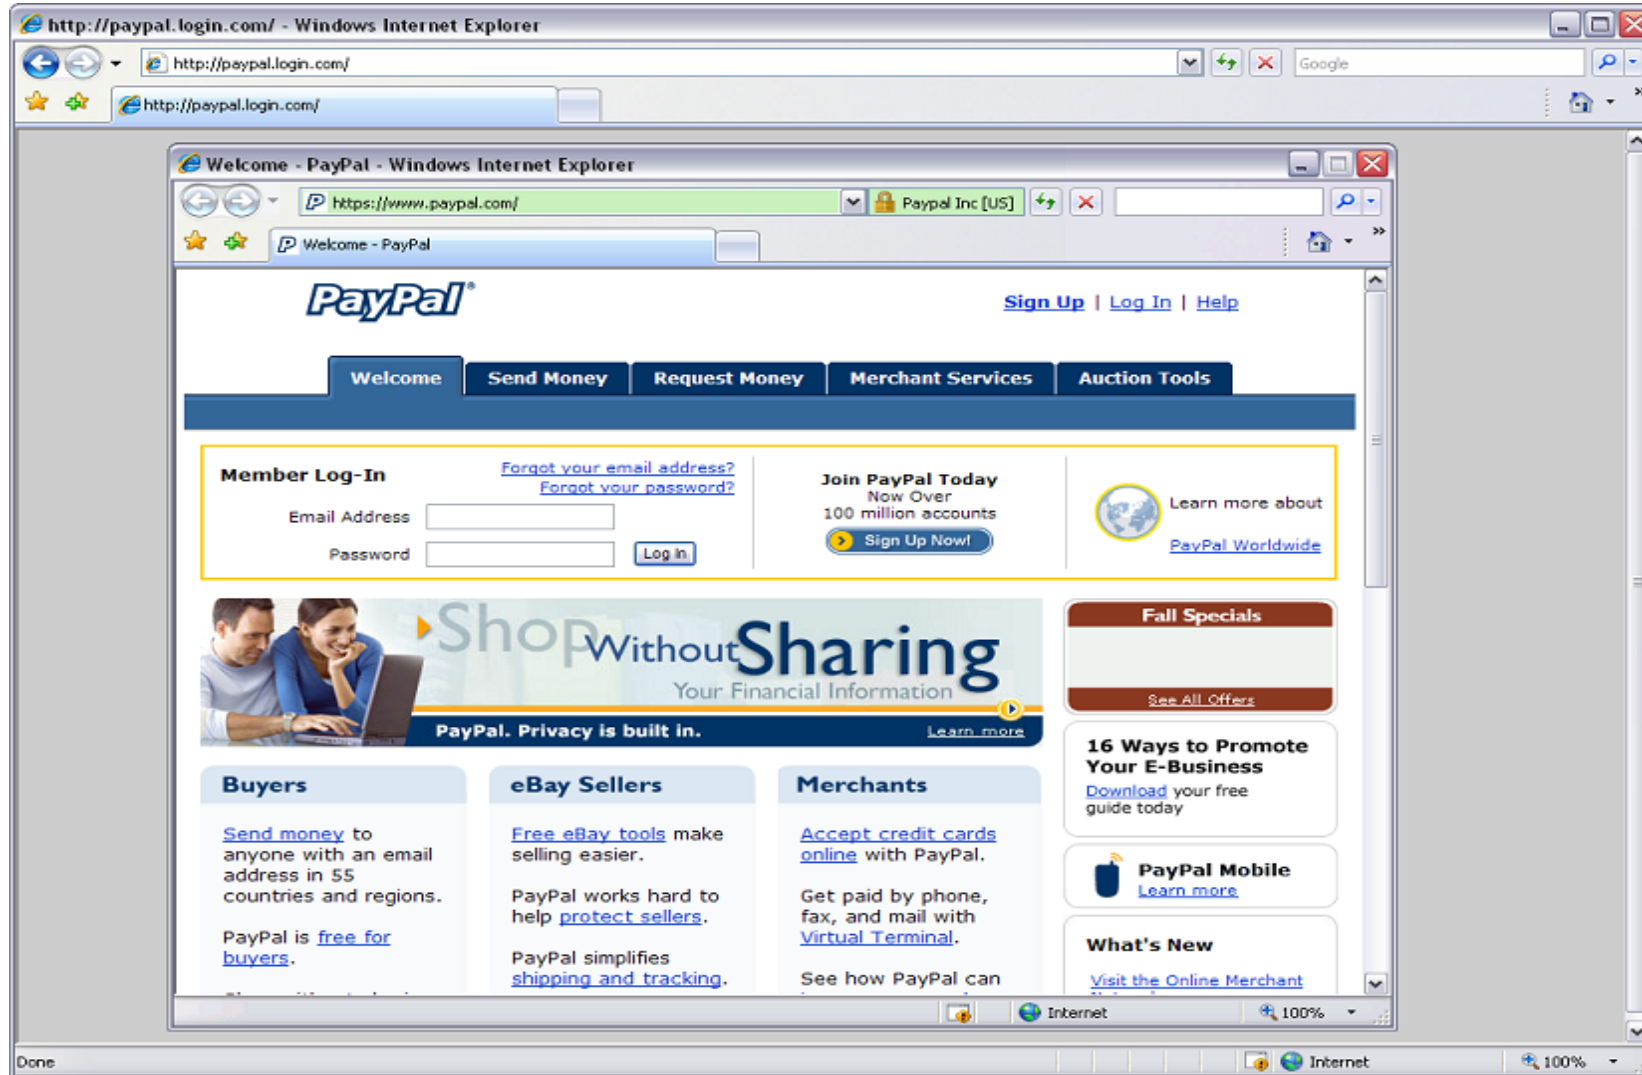 http://paypal.login.com/ - Windows Internet Explorer
http://paypal.login.com/
Google
http://paypal.login.com/
Welcome - PayPal - Windows Internet Explorer
https://www.paypal.com/
Paypal Inc [US]
Welcome - PayPal
PayPal®
Sign Up | Log In | Help
Welcome
Send Money
Request Money
Merchant Services
Auction Tools
Member Log-In
Forgot your email address?
Forgot your password?
Email Address
Password
Log In
Join PayPal Today
Now Over
100 million accounts
Sign Up Now!
Learn more about
PayPal Worldwide
Shop Without Sharing
Your Financial Information
PayPal. Privacy is built in.
Learn more
Fall Specials
See All Offers
16 Ways to Promote
Your E-Business
Download your free
guide today
PayPal Mobile
Learn more
What's New
Visit the Online Merchant
Buyers
Send money to
anyone with an email
address in 55
countries and regions.
PayPal is free for
buyers.
eBay Sellers
Free eBay tools make
selling easier.
PayPal works hard to
help protect sellers.
PayPal simplifies
shipping and tracking.
Merchants
Accept credit cards
online with PayPal.
Get paid by phone,
fax, and mail with
Virtual Terminal.
See how PayPal can
Internet
100%
Done
Internet
100%